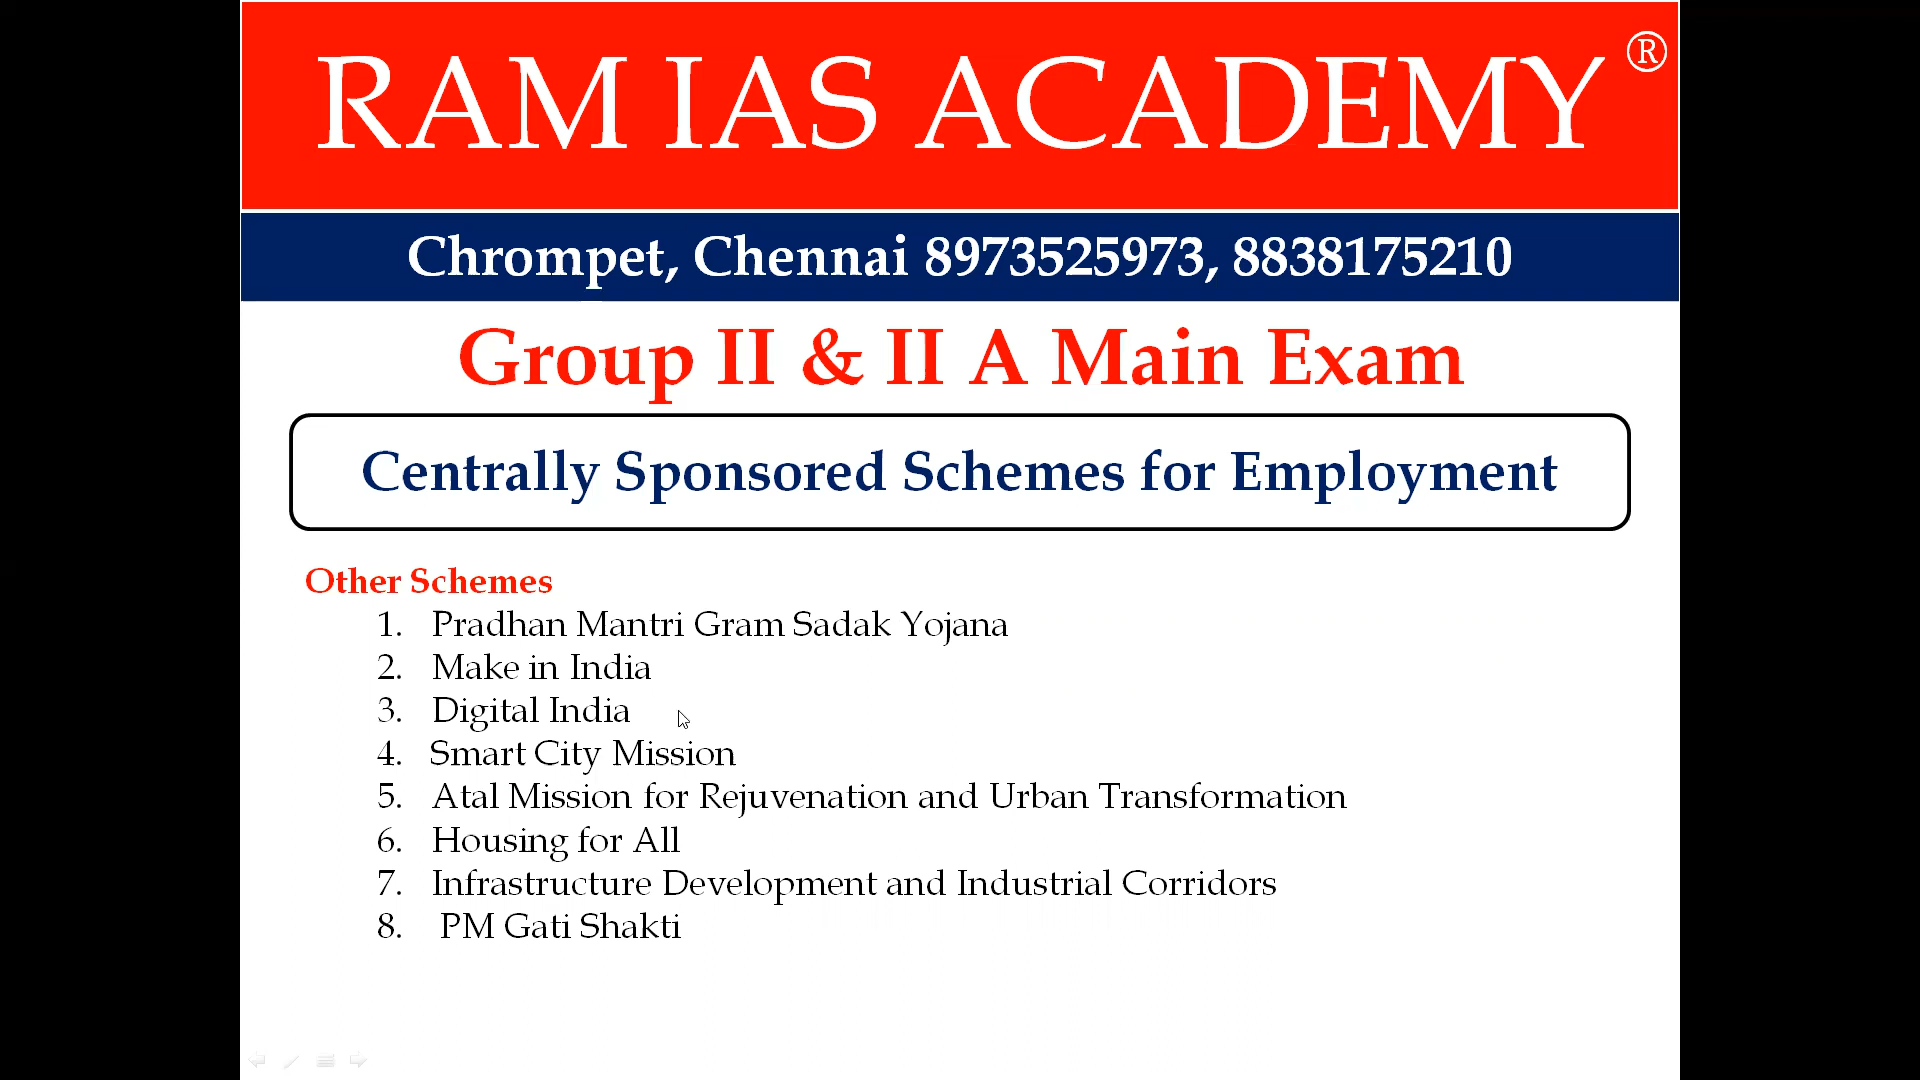 RAM IAS ACADEMY ®
Chrompet, Chennai 8973525973, 8838175210
Group II & II A Main Exam
Centrally Sponsored Schemes for Employment
Other Schemes
1. Pradhan Mantri Gram Sadak Yojana
2. Make in India
3. Digital India
4. Smart City Mission
5. Atal Mission for Rejuvenation and Urban Transformation
6. Housing for All
7. Infrastructure Development and Industrial Corridors
8. PM Gati Shakti